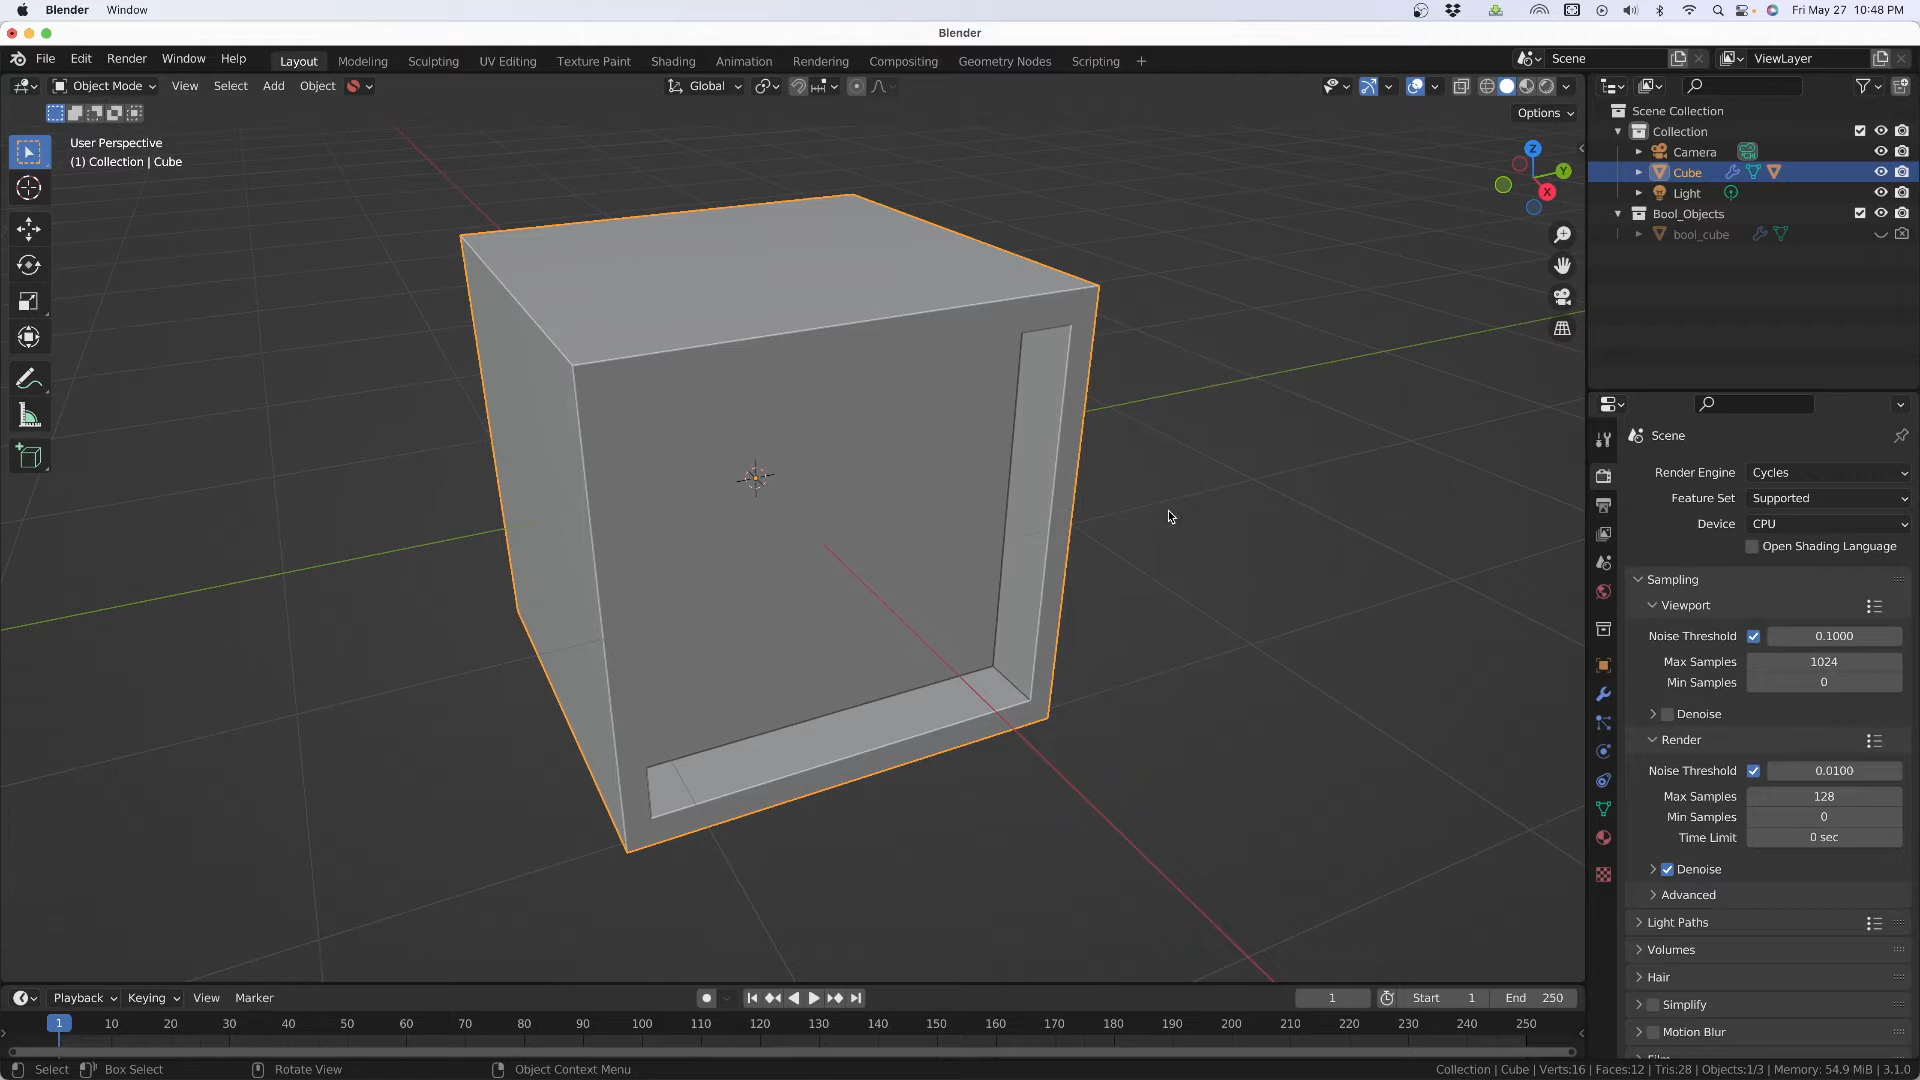 Blender Window Fri May 27 10:48 PM
Blender
File Edit Render Window Help Layout Modeling Sculpting UV Editing Texture Paint Shading Animation Rendering Compositing Geometry Nodes Scripting + Scene ViewLayer
Object Mode View Select Add Object Global
Options
User Perspective
(1) Collection | Cube
Z
Y
X
Scene Collection
Collection
Camera
Cube
Light
Bool_Objects
bool_cube
Scene
Render Engine Cycles
Feature Set Supported
Device CPU
Open Shading Language
Sampling
Viewport
Noise Threshold 0.1000
Max Samples 1024
Min Samples 0
Denoise
Render
Noise Threshold 0.0100
Max Samples 128
Min Samples 0
Time Limit 0 sec
Denoise
Advanced
Light Paths
Volumes
Hair
Simplify
Motion Blur
Film
Playback Keying View Marker 1 Start 1 End 250
1 10 20 30 40 50 60 70 80 90 100 110 120 130 140 150 160 170 180 190 200 210 220 230 240 250
Select Box Select Rotate View Object Context Menu Collection | Cube | Verts:16 | Faces:12 | Tris:28 | Objects:1/3 | Memory: 54.9 MiB | 3.1.0